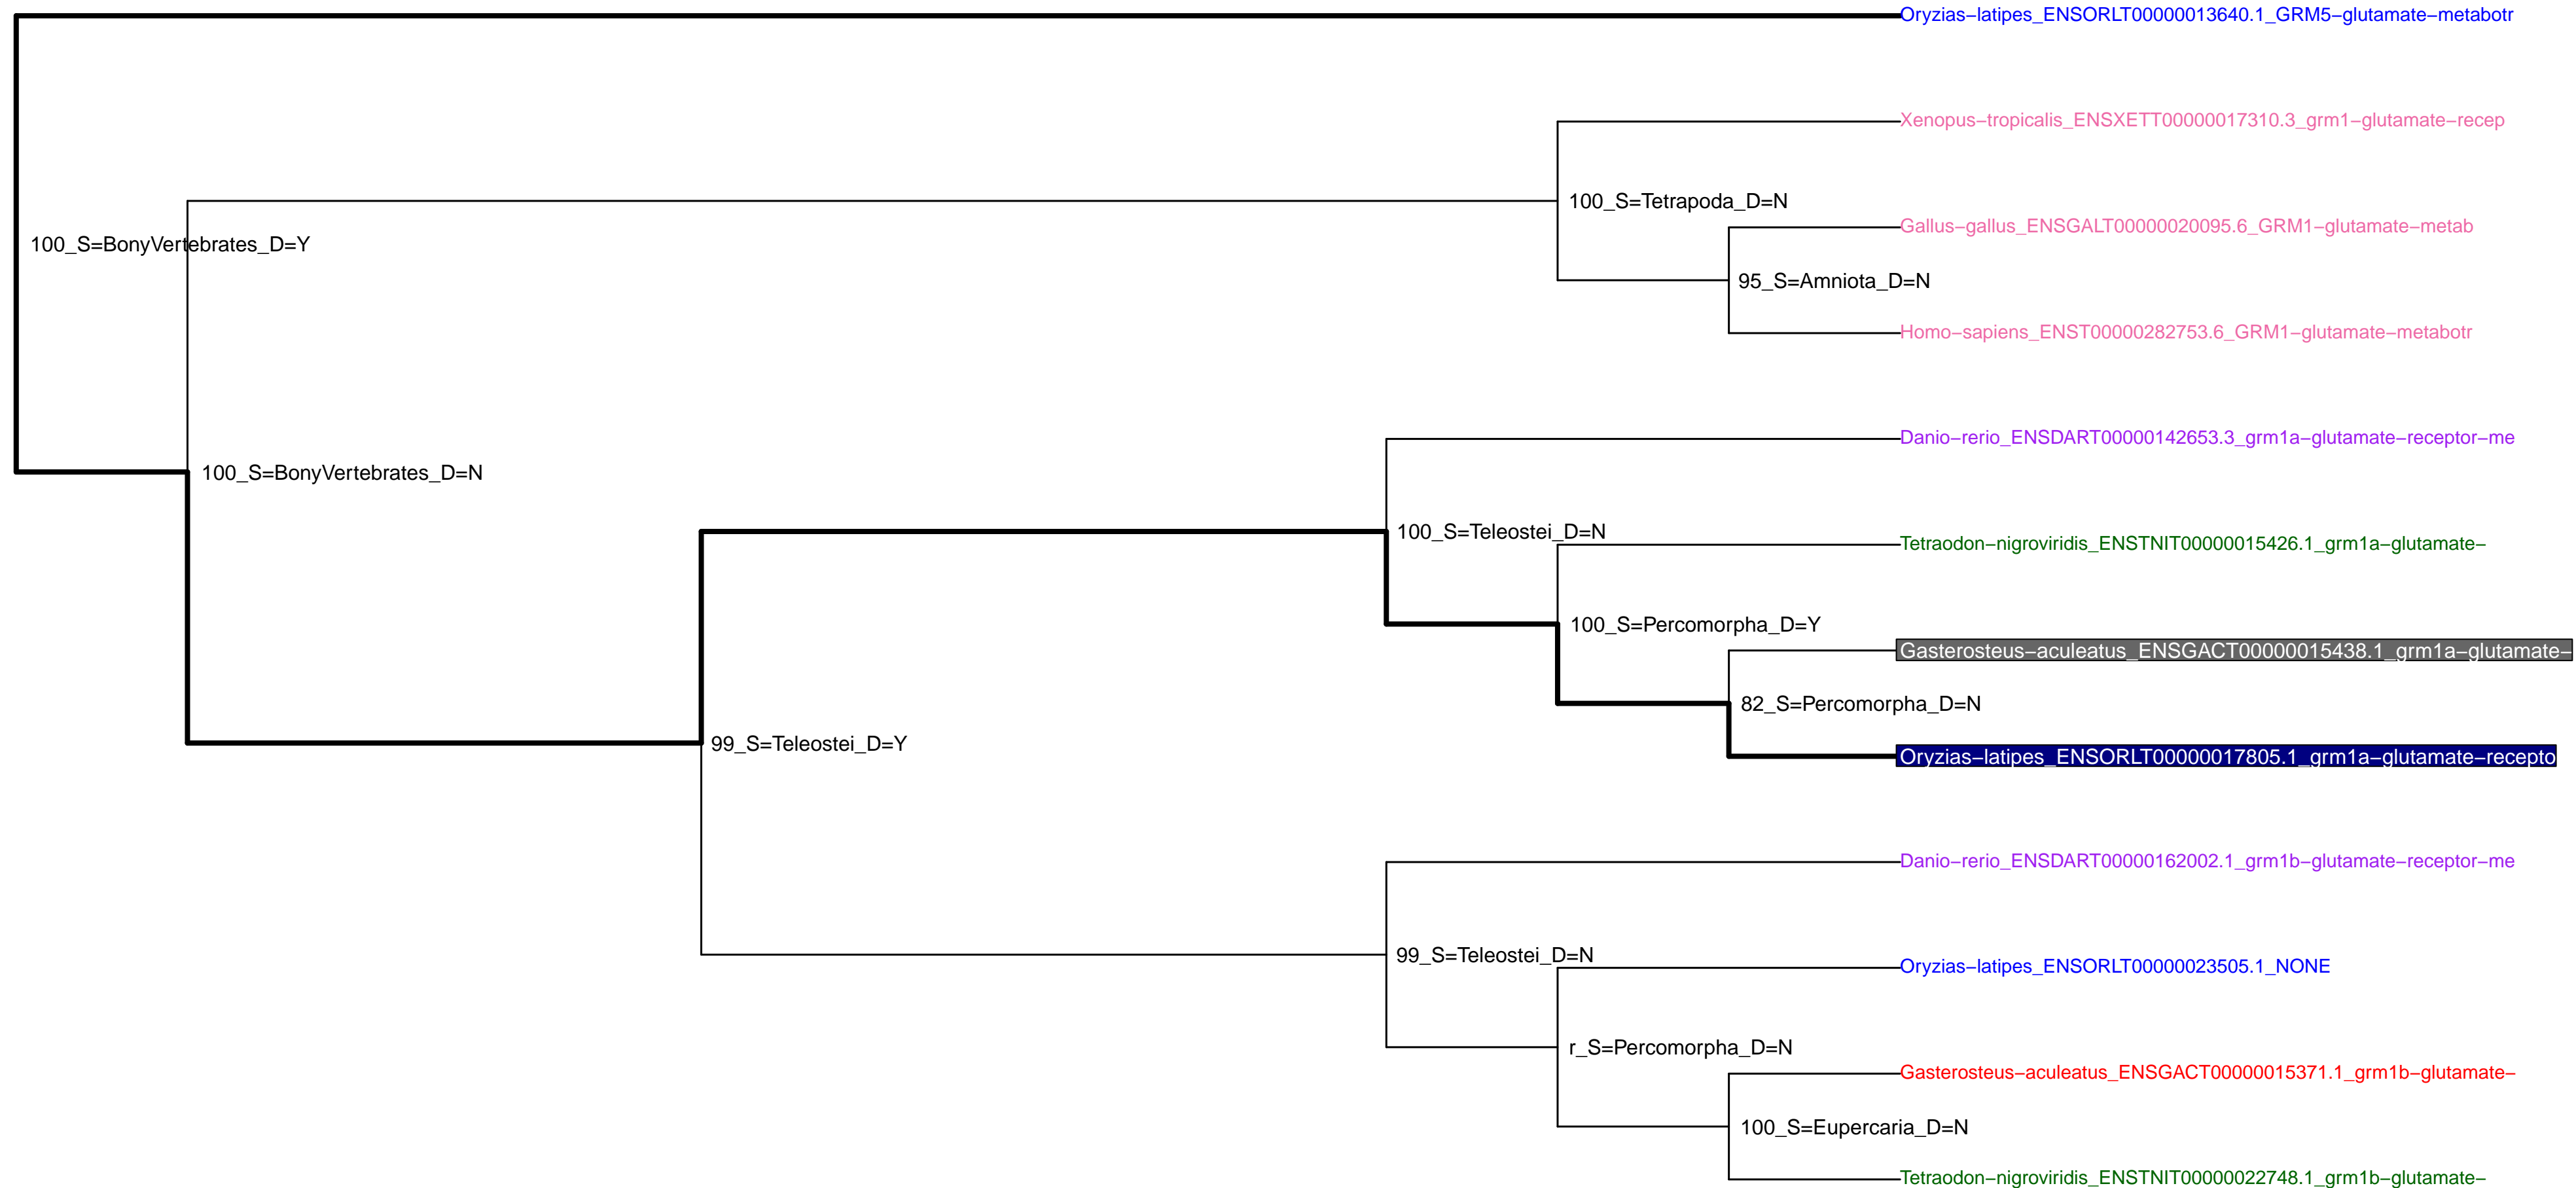 Oryzias−latipes_ENSORLT00000013640.1_GRM5−glutamate−metabotr
Xenopus−tropicalis_ENSXETT00000017310.3_grm1−glutamate−recep
100_S=Tetrapoda_D=N
Gallus−gallus_ENSGALT00000020095.6_GRM1−glutamate−metab
100_S=BonyVertebrates_D=Y
95_S=Amniota_D=N
Homo−sapiens_ENST00000282753.6_GRM1−glutamate−metabotr
Danio−rerio_ENSDART00000142653.3_grm1a−glutamate−receptor−me
100_S=BonyVertebrates_D=N
100_S=Teleostei_D=N
Tetraodon−nigroviridis_ENSTNIT00000015426.1_grm1a−glutamate−
100_S=Percomorpha_D=Y
Gasterosteus−aculeatus_ENSGACT00000015438.1_grm1a−glutamate−
82_S=Percomorpha_D=N
99_S=Teleostei_D=Y
Oryzias−latipes_ENSORLT00000017805.1_grm1a−glutamate−recepto
Danio−rerio_ENSDART00000162002.1_grm1b−glutamate−receptor−me
99_S=Teleostei_D=N
Oryzias−latipes_ENSORLT00000023505.1_NONE
r_S=Percomorpha_D=N
Gasterosteus−aculeatus_ENSGACT00000015371.1_grm1b−glutamate−
100_S=Eupercaria_D=N
Tetraodon−nigroviridis_ENSTNIT00000022748.1_grm1b−glutamate−